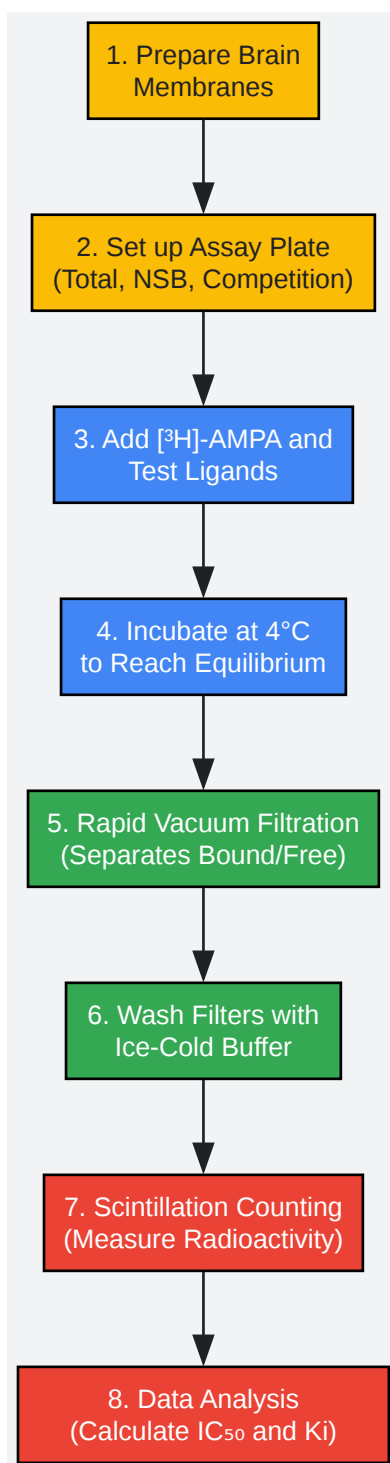 1. Prepare Brain
Membranes
2. Set up Assay Plate
(Total, NSB, Competition)
3. Add [³H]-AMPA and
Test Ligands
4. Incubate at 4°C
to Reach Equilibrium
5. Rapid Vacuum Filtration
(Separates Bound/Free)
6. Wash Filters with
Ice-Cold Buffer
7. Scintillation Counting
(Measure Radioactivity)
8. Data Analysis
(Calculate IC₅₀ and Ki)